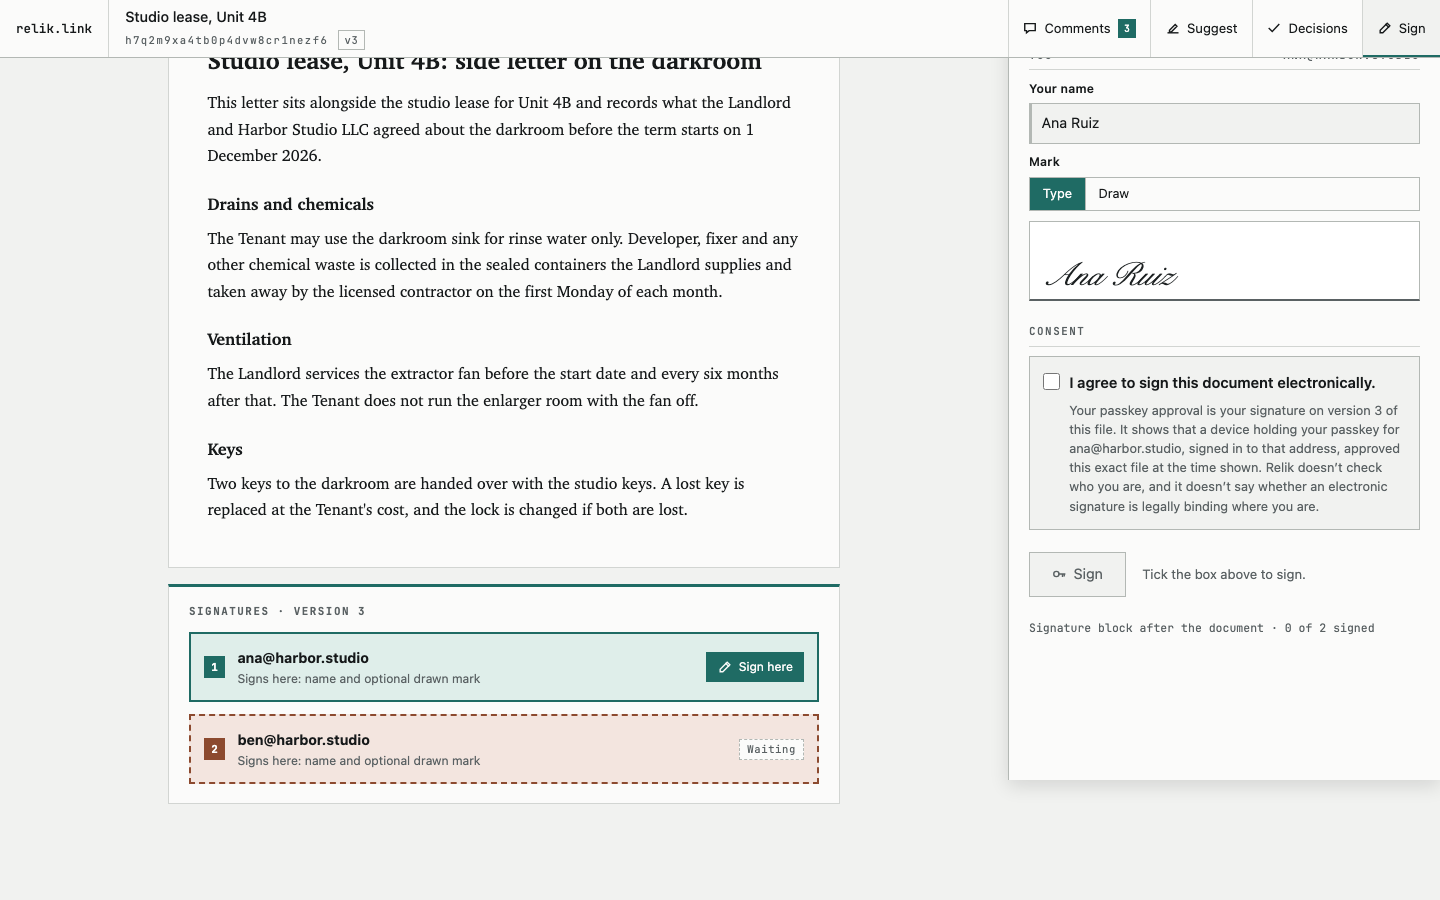 relik.link
Studio lease, Unit 4B
h7q2m9xa4tb0p4dvw8cr1nezf6 v3
Comments 3
Suggest
Decisions
Sign
Studio lease, Unit 4B: side letter on the darkroom
This letter sits alongside the studio lease for Unit 4B and records what the Landlord
and Harbor Studio LLC agreed about the darkroom before the term starts on 1
December 2026.
Drains and chemicals
The Tenant may use the darkroom sink for rinse water only. Developer, fixer and any
other chemical waste is collected in the sealed containers the Landlord supplies and
taken away by the licensed contractor on the first Monday of each month.
Ventilation
The Landlord services the extractor fan before the start date and every six months
after that. The Tenant does not run the enlarger room with the fan off.
Keys
Two keys to the darkroom are handed over with the studio keys. A lost key is
replaced at the Tenant's cost, and the lock is changed if both are lost.
SIGNATURES · VERSION 3
1
ana@harbor.studio
Signs here: name and optional drawn mark
Sign here
2
ben@harbor.studio
Signs here: name and optional drawn mark
Waiting
Your name
Ana Ruiz
Mark
Type
Draw
Ana Ruiz
CONSENT
I agree to sign this document electronically.
Your passkey approval is your signature on version 3 of
this file. It shows that a device holding your passkey for
ana@harbor.studio, signed in to that address, approved
this exact file at the time shown. Relik doesn’t check
who you are, and it doesn’t say whether an electronic
signature is legally binding where you are.
Sign
Tick the box above to sign.
Signature block after the document · 0 of 2 signed